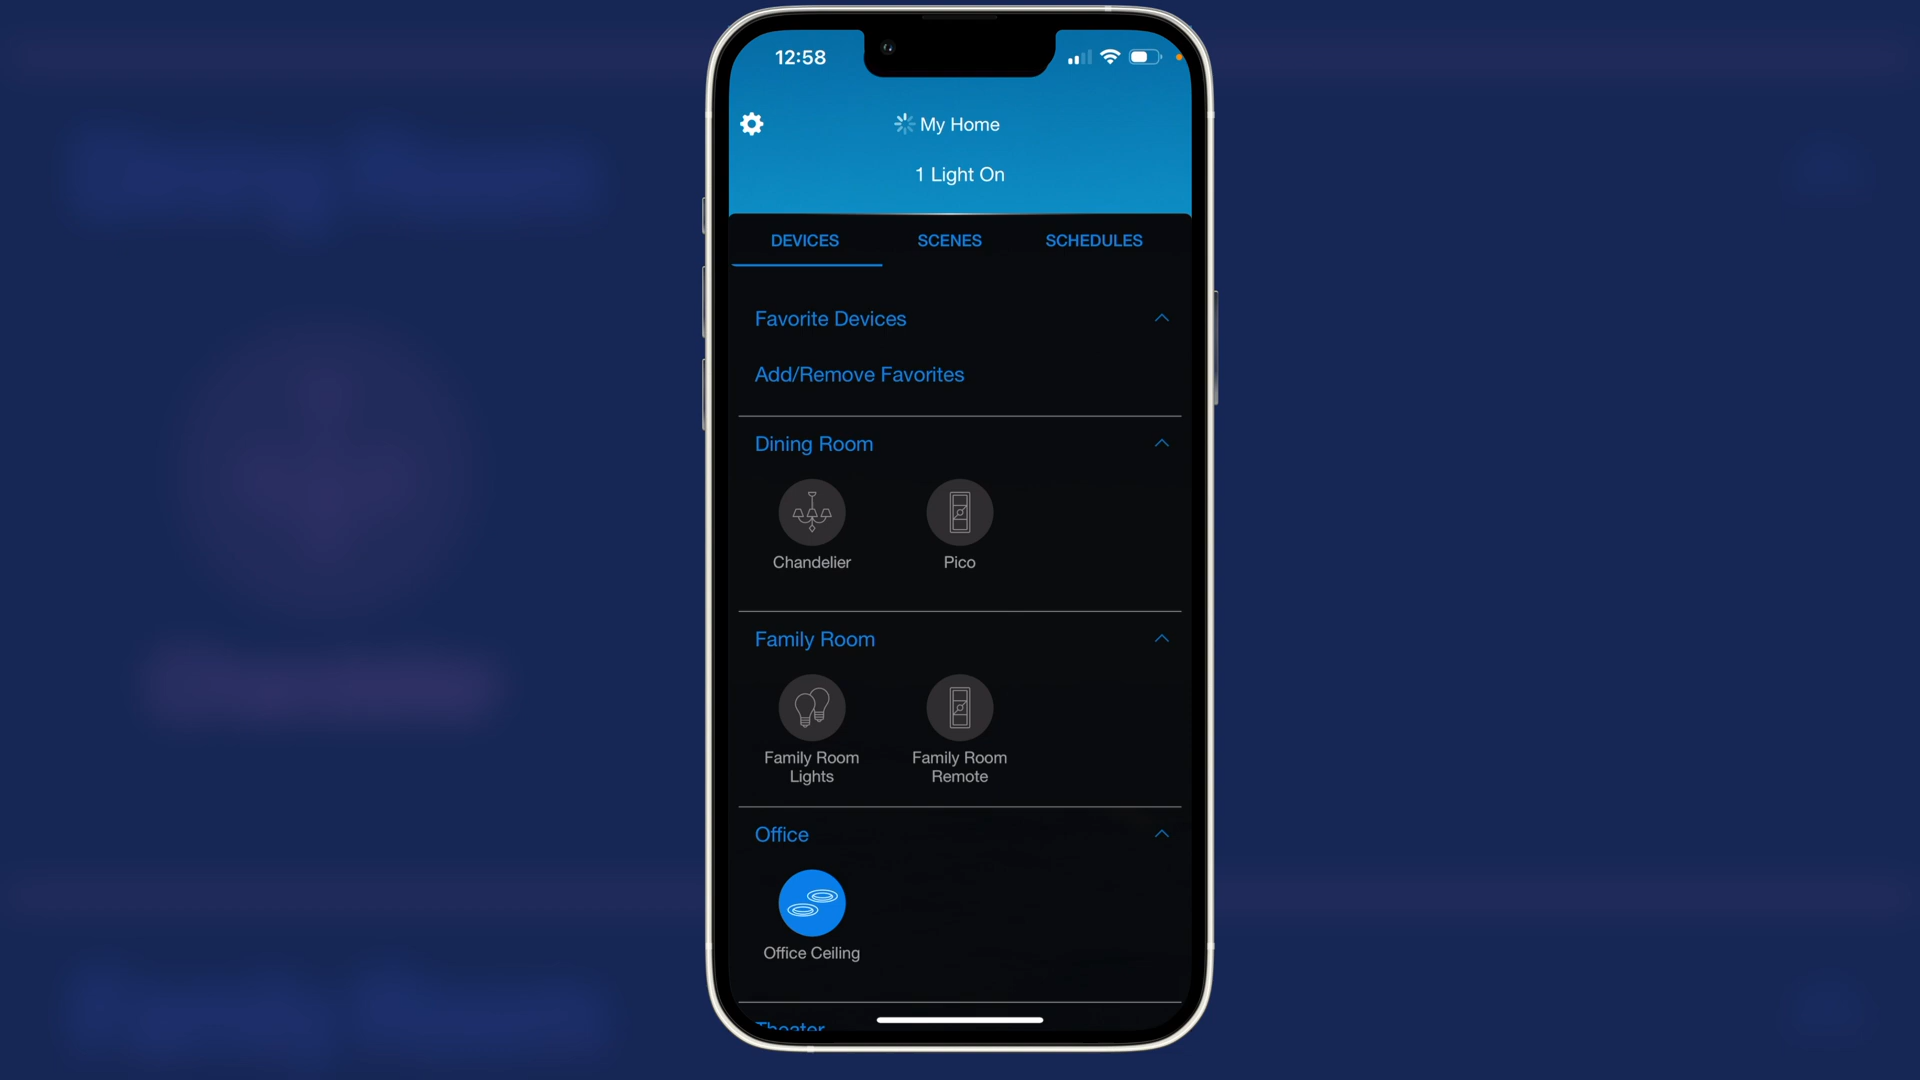 12:58
My Home
1 Light On
DEVICES SCENES SCHEDULES
Favorite Devices
Add/Remove Favorites
Dining Room
Chandelier Pico
Family Room
Family Room Lights
Family Room Remote
Office
Office Ceiling
Theater